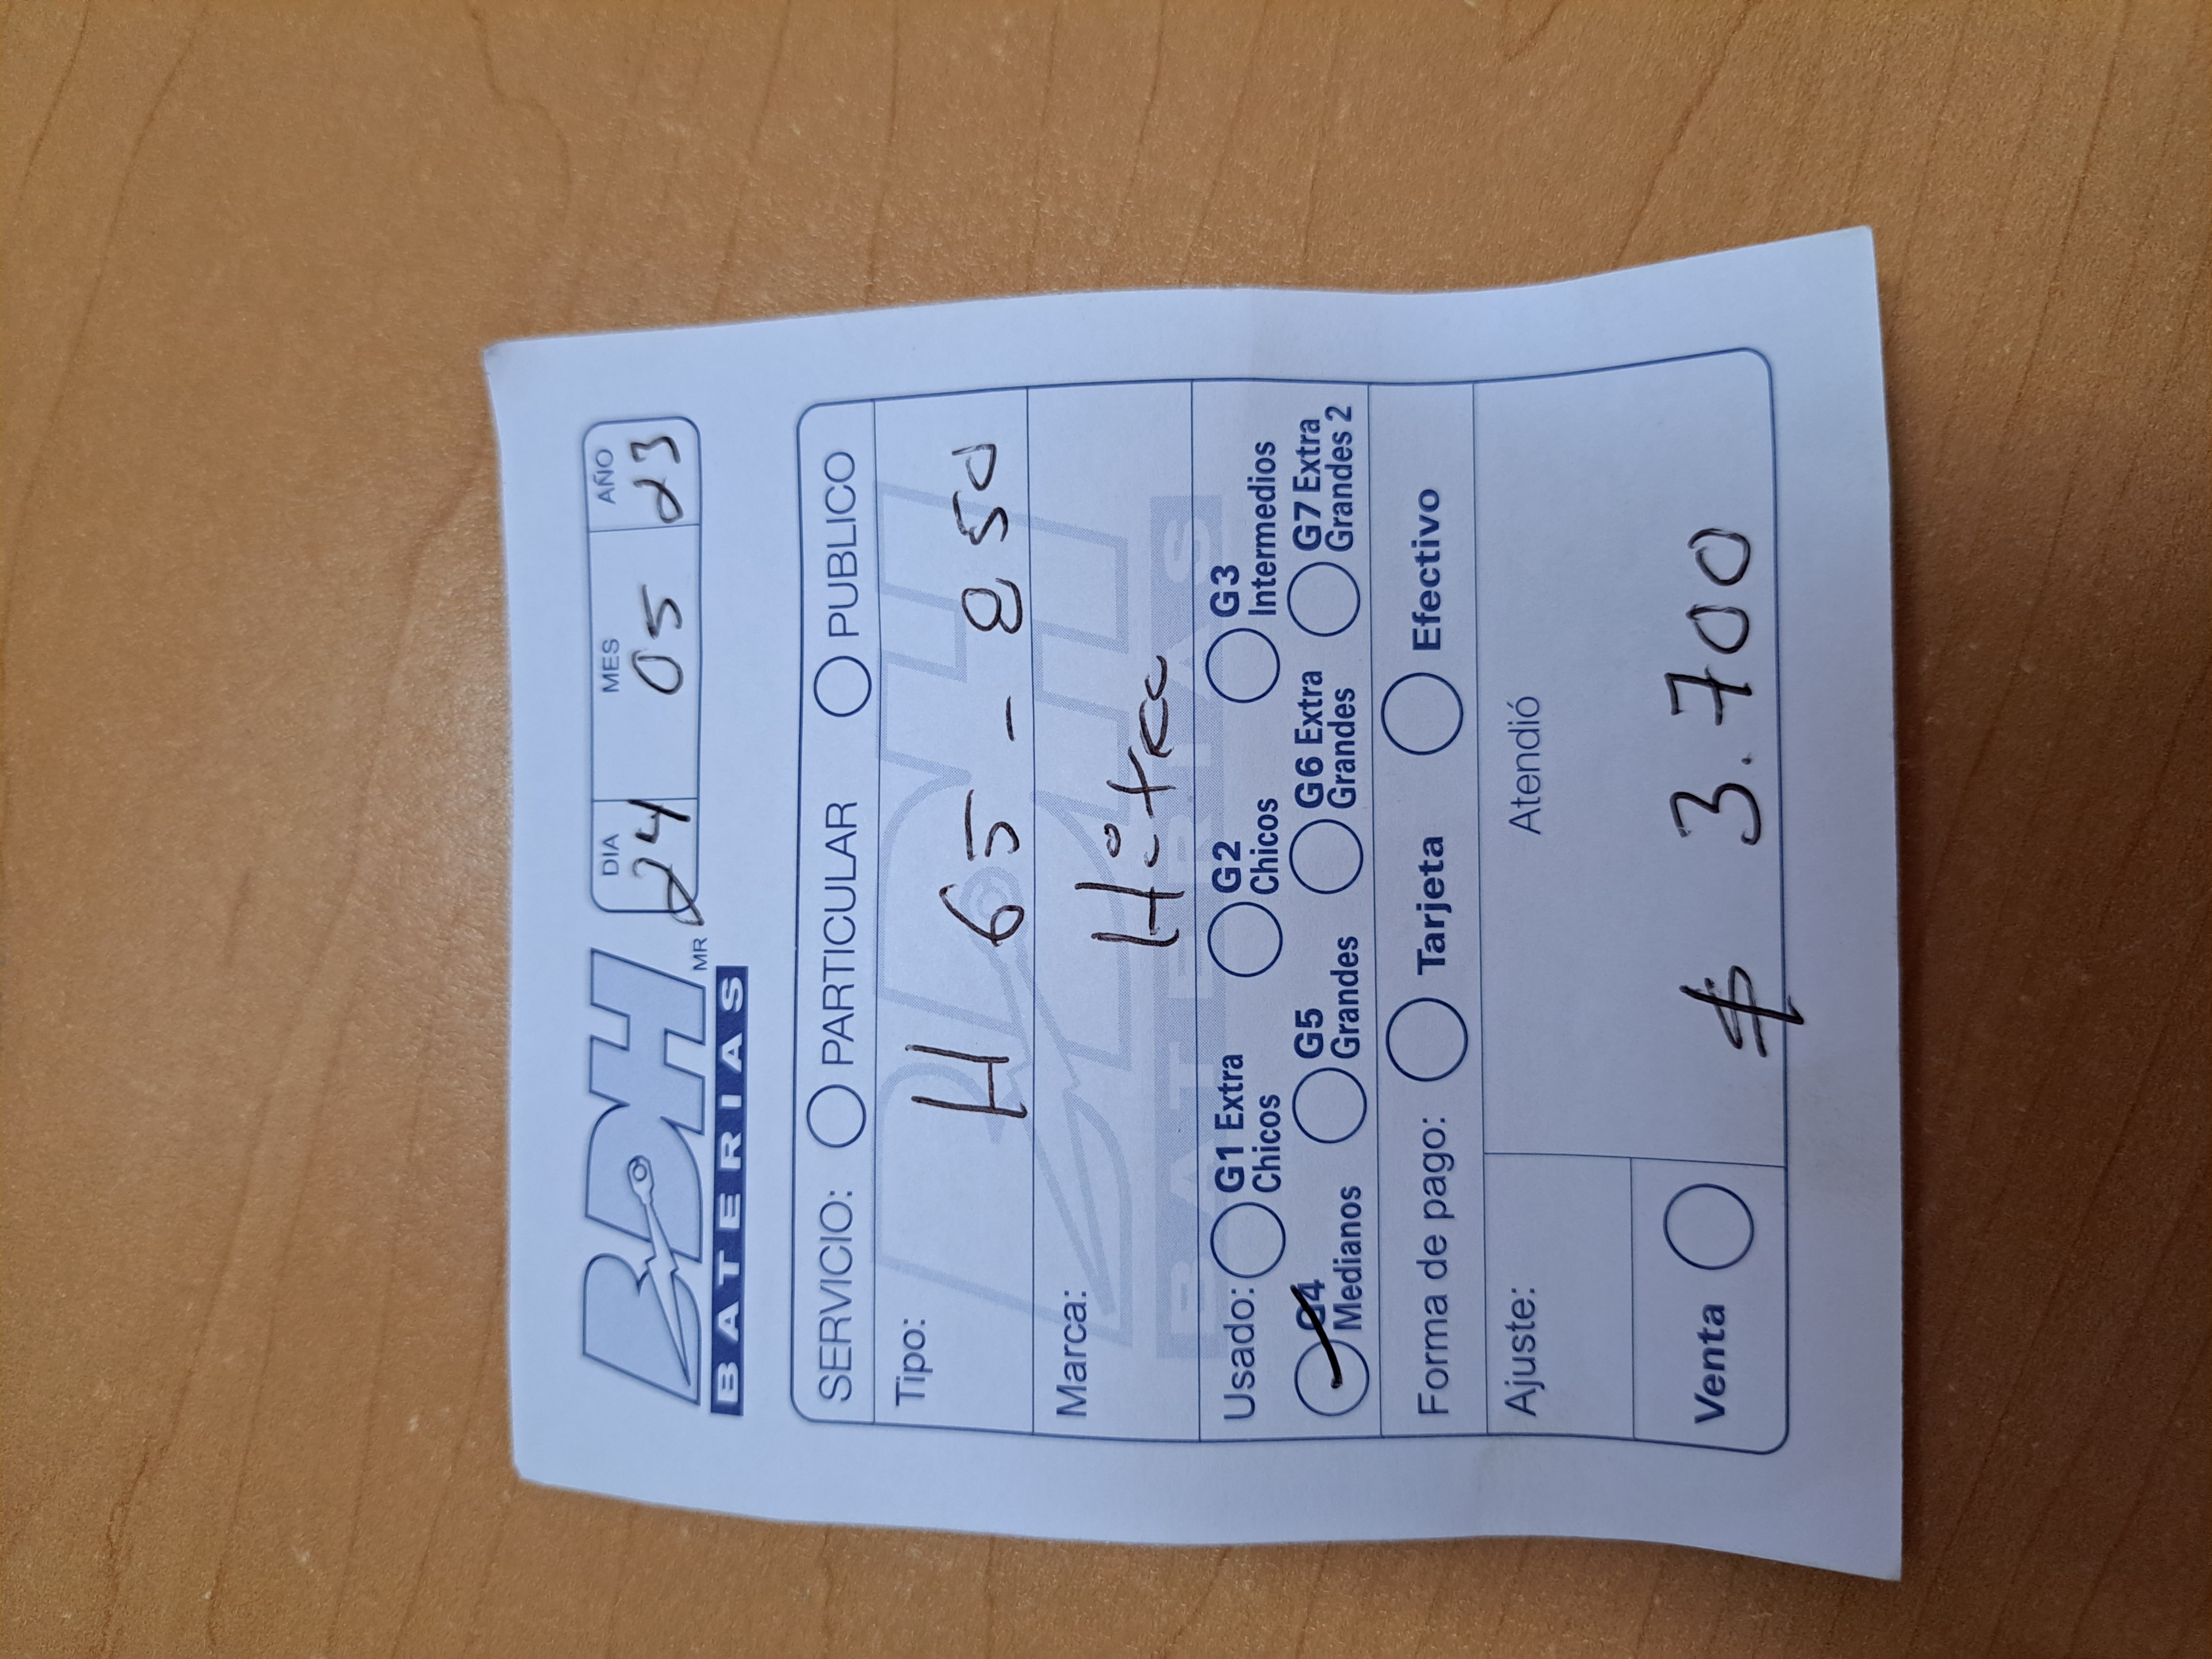 BDH
MR
BATERIAS
DIA MES AÑO
24 05 23
SERVICIO: PARTICULAR PUBLICO
Tipo: H 65 - 850
Marca: Hitec
Usado: G1 Extra Chicos G2 Chicos G3 Intermedios
G4 Medianos G5 Grandes G6 Extra Grandes G7 Extra Grandes 2
Forma de pago: Tarjeta Efectivo
Ajuste: Atendió
Venta $ 3.700